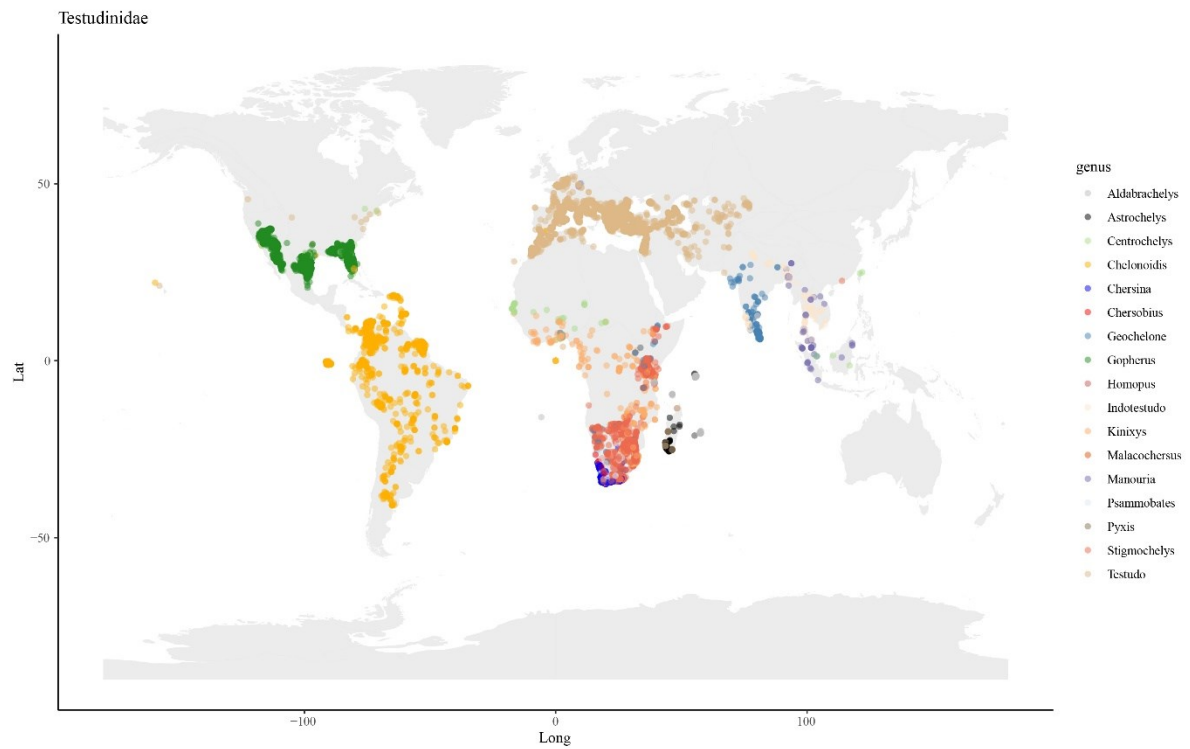 Testudinidae
50
0
−50
Lat
−100
0
100
Long
genus
Aldabrachelys
Astrochelys
Centrochelys
Chelonoidis
Chersina
Chersobius
Geochelone
Gopherus
Homopus
Indotestudo
Kinixys
Malacochersus
Manouria
Psammobates
Pyxis
Stigmochelys
Testudo